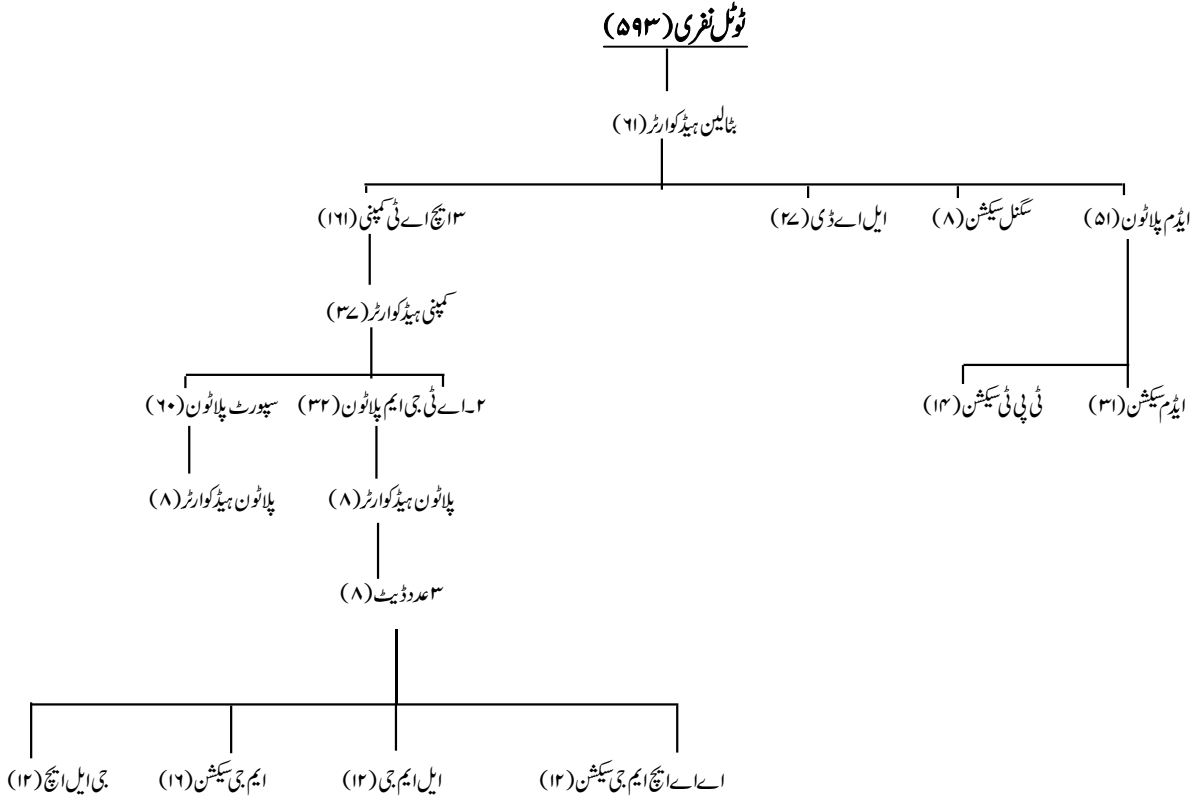 ٹوٹل نفری (۵۹۳)
بٹالین ہیڈ کوارٹر (۶۱)
ایڈم پلاٹون (۵۱)
سگنل سیکشن (۸)
ایل اے ڈی (۲۷)
۳ ایچ اے ٹی کمپنی (۱۶۱)
کمپنی ہیڈ کوارٹر (۳۷)
ایڈم سیکشن (۳۱)
ٹی پی ٹی سیکشن (۱۴)
۲۔اے ٹی جی ایم پلاٹون (۳۲)
سپورٹ پلاٹون (۶۰)
پلاٹون ہیڈ کوارٹر (۸)
پلاٹون ہیڈ کوارٹر (۸)
۳ عدد ڈیٹ (۸)
اے اے ایچ ایم جی سیکشن (۱۲)
ایل ایم جی (۱۲)
ایم جی سیکشن (۱۶)
جی ایل ایچ (۱۲)